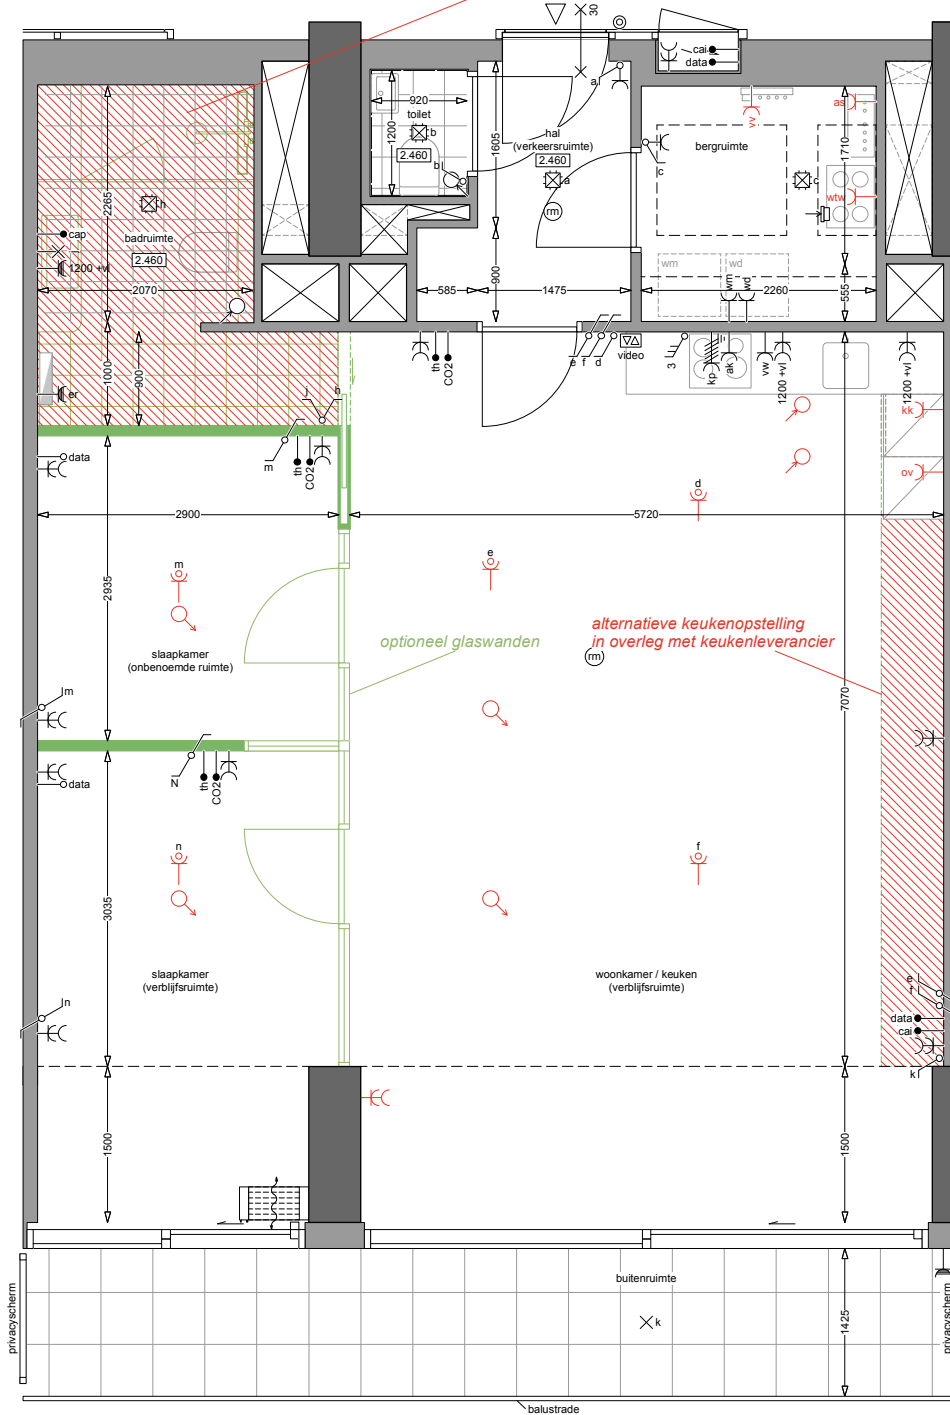 30
cai
data
a
920
toilet
1200
b
2.460
b
1605
hal
(verkeersruimte)
2.460
a
rm
vv
as
bergruimte
1710
c
c
wtw
2265
h
cap
badruimte
2.460
1200 +vl
2070
900
585
1475
wm
wd
wm
wd
2260
555
1000
900
er
th
CO2
e
f
d
video
3
kp
ak
vw
1200 +vl
1200 +vl
j
h
kk
data
m
th
CO2
ov
d
2900
5720
2935
m
e
slaapkamer
(onbenoemde ruimte)
optioneel glaswanden
alternatieve keukenopstelling
in overleg met keukenleverancier
rm
lm
7070
data
N
th
CO2
n
f
3035
slaapkamer
(verblijfsruimte)
woonkamer / keuken
(verblijfsruimte)
ln
e
f
data
cai
k
1500
1500
buitenruimte
privacyscherm
k
1425
privacyscherm
balustrade